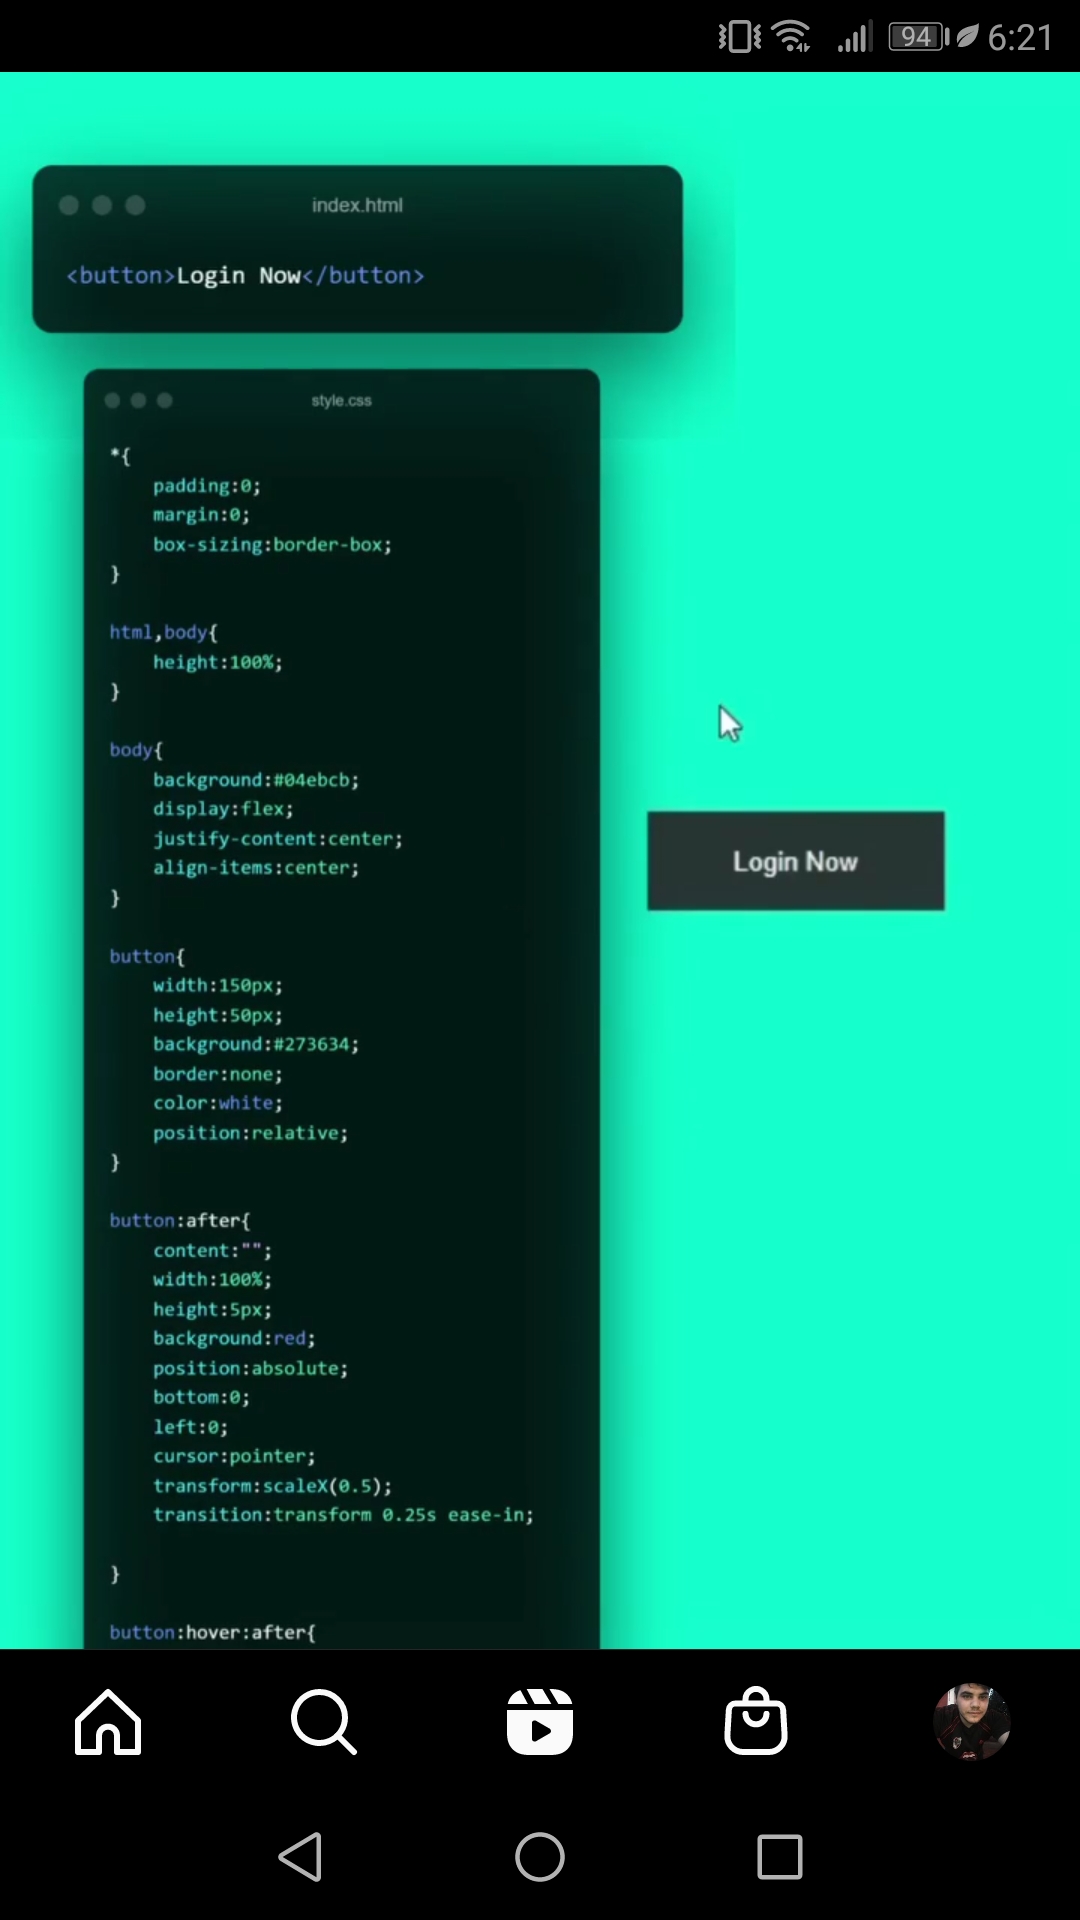 94 6:21
index.html
<button>Login Now</button>
style.css
*{
padding:0;
margin:0;
box-sizing:border-box;
}
html,body{
height:100%;
}
body{
background:#04ebcb;
display:flex;
justify-content:center;
align-items:center;
}
button{
width:150px;
height:50px;
background:#273634;
border:none;
color:white;
position:relative;
}
button:after{
content:"";
width:100%;
height:5px;
background:red;
position:absolute;
bottom:0;
left:0;
cursor:pointer;
transform:scaleX(0.5);
transition:transform 0.25s ease-in;
}
button:hover:after{
Login Now